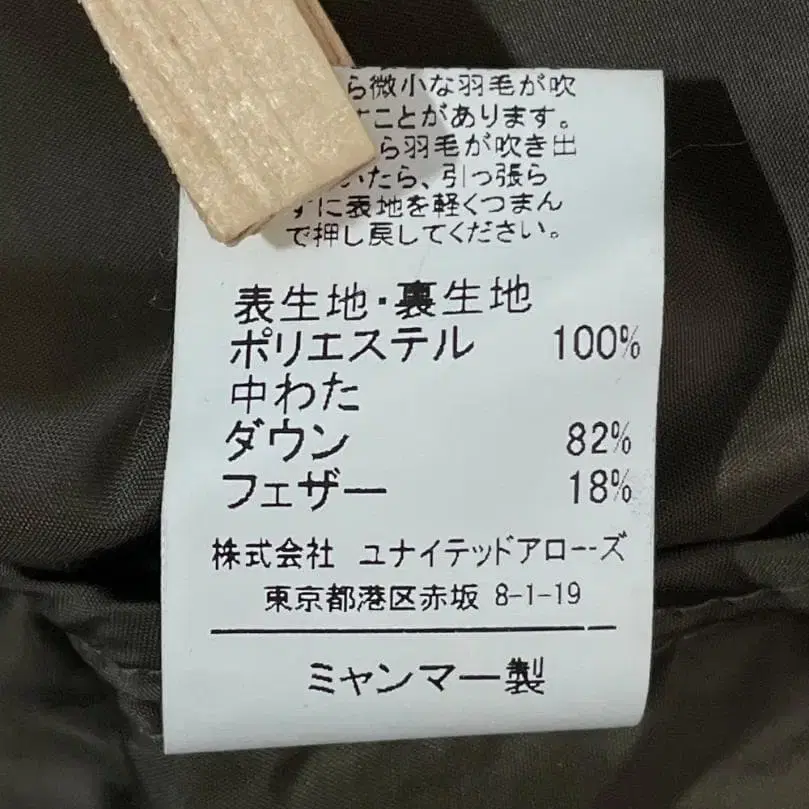 ら微小な羽毛が吹
すことがあります。
ら羽毛が吹き出
いたら、引っ張ら
ずに表地を軽くつまん
で押し戻してください。
表生地・裏生地
ポリエステル 100%
中わた
ダウン 82%
フェザー 18%
株式会社 ユナイテッドアローズ
東京都港区赤坂 8-1-19
ミャンマー製